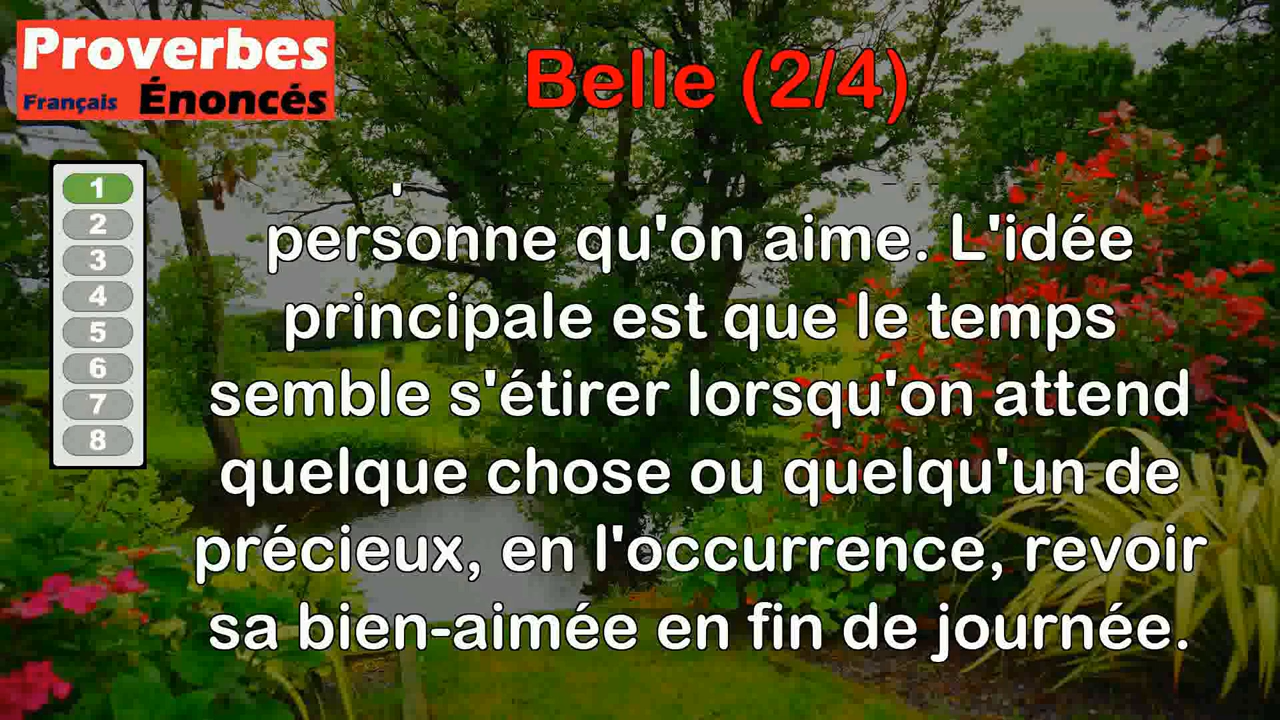 Proverbes
Français Énoncés
Belle (2/4)
1
2
3
4
5
6
7
8
personne qu'on aime. L'idée
principale est que le temps
semble s'étirer lorsqu'on attend
quelque chose ou quelqu'un de
précieux, en l'occurrence, revoir
sa bien-aimée en fin de journée.